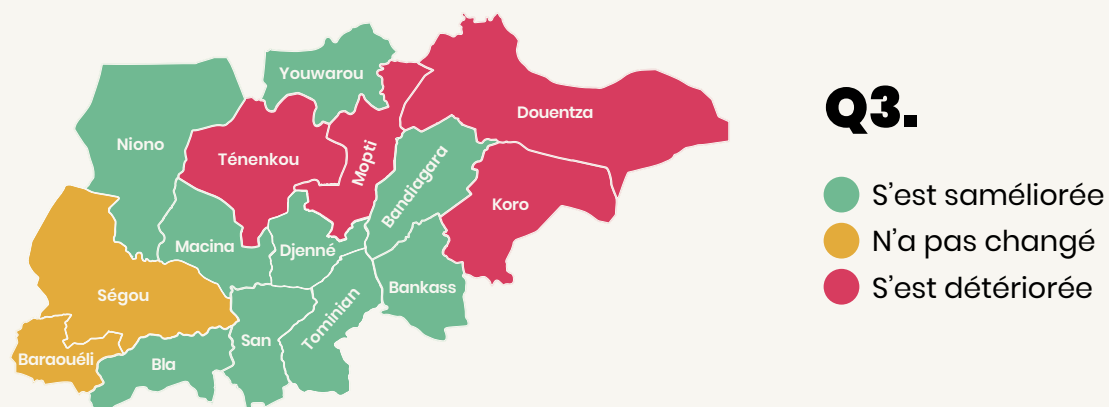 Youwarou
Douentza
Niono
Ténenkou
Mopti
Bandiagara
Koro
Macina
Djenné
Bankass
Ségou
Tominian
San
Baraouéli
Bla
Q3.
S'est saméliorée
N'a pas changé
S'est détériorée